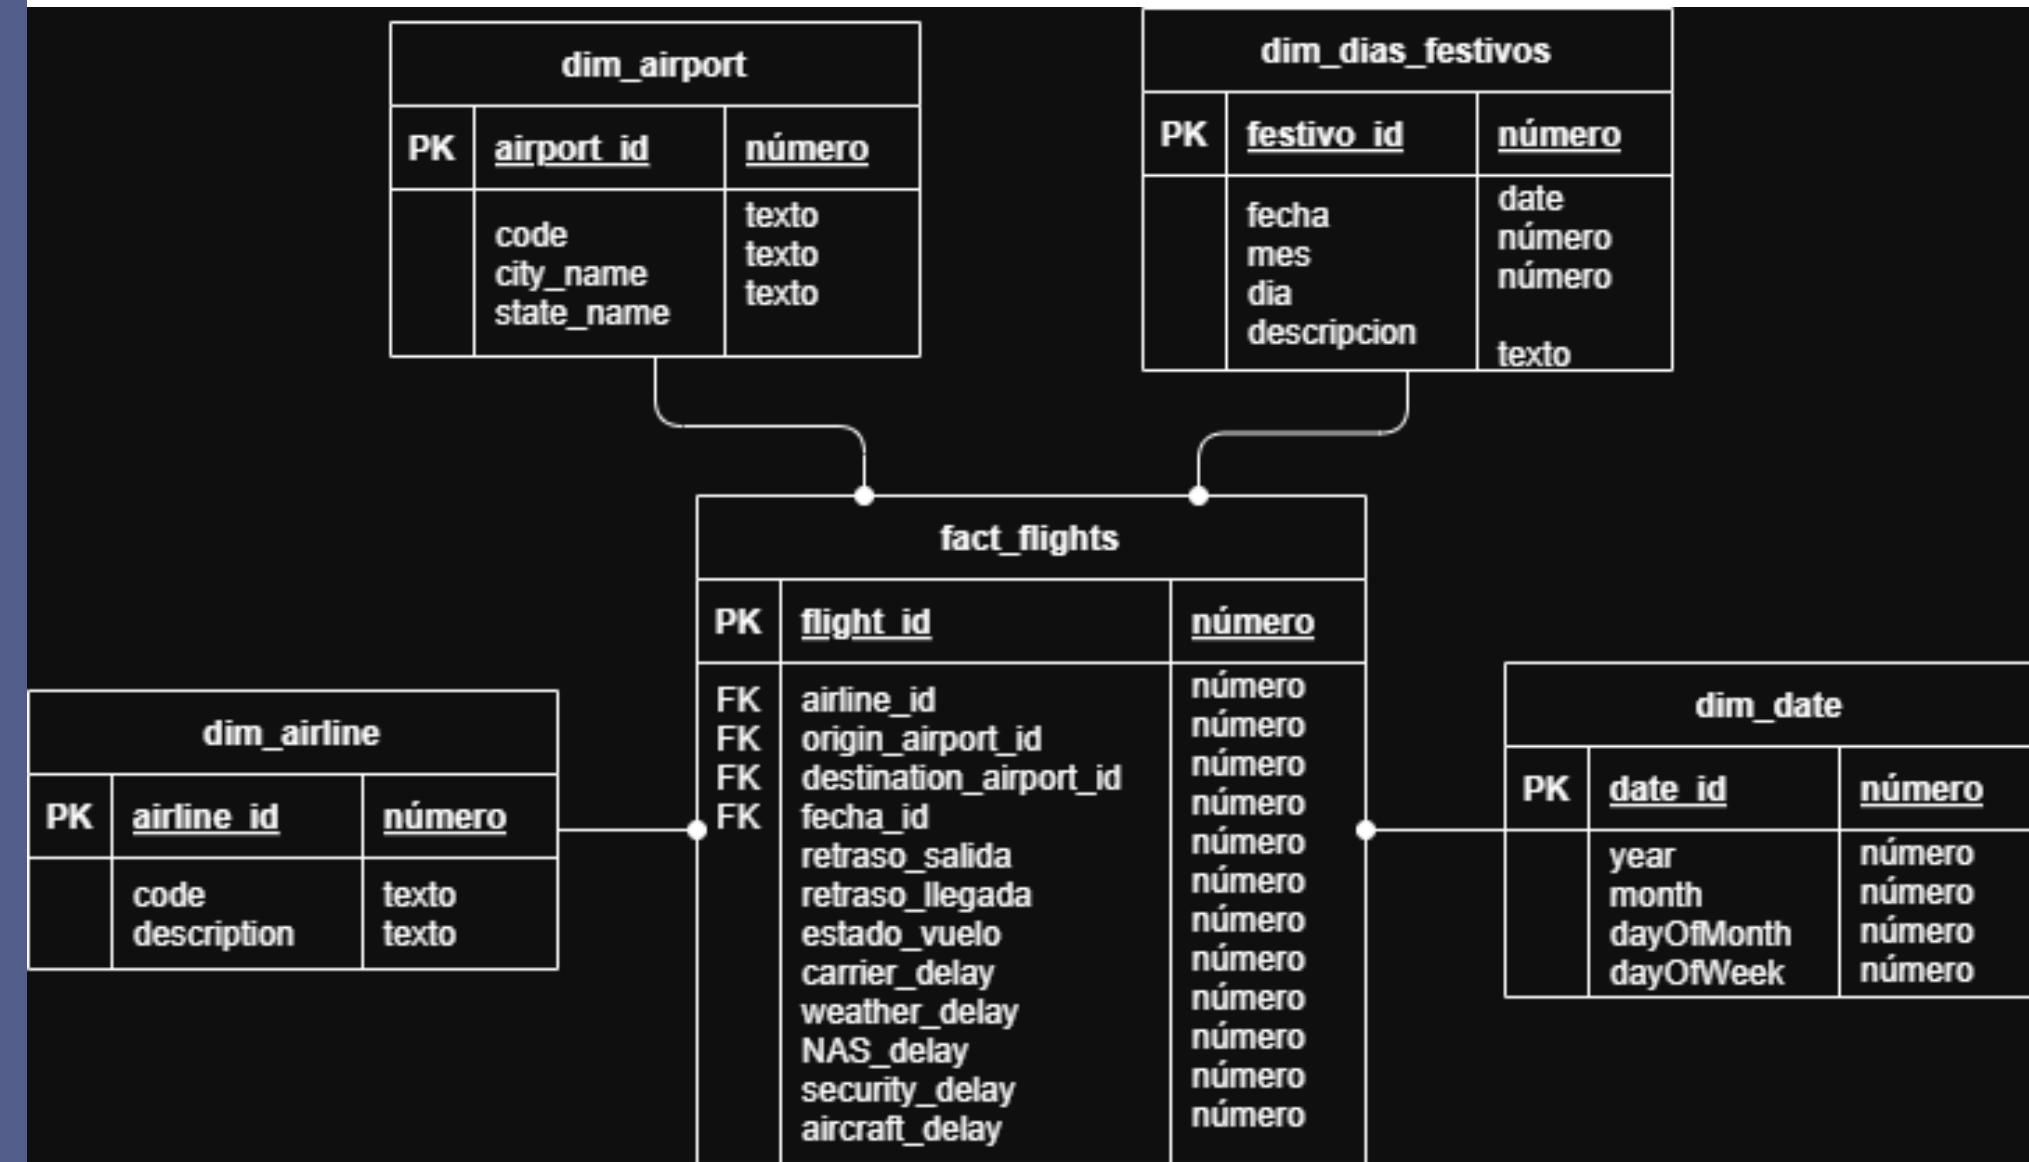 dim_airport
PK airport_id número
code texto
city_name texto
state_name texto
dim_dias_festivos
PK festivo_id número
fecha date
mes número
dia número
descripcion texto
fact_flights
PK flight_id número
FK airline_id número
FK origin_airport_id número
FK destination_airport_id número
FK fecha_id número
retraso_salida número
retraso_llegada número
estado_vuelo número
carrier_delay número
weather_delay número
NAS_delay número
security_delay número
aircraft_delay número
dim_airline
PK airline_id número
code texto
description texto
dim_date
PK date_id número
year número
month número
dayOfMonth número
dayOfWeek número